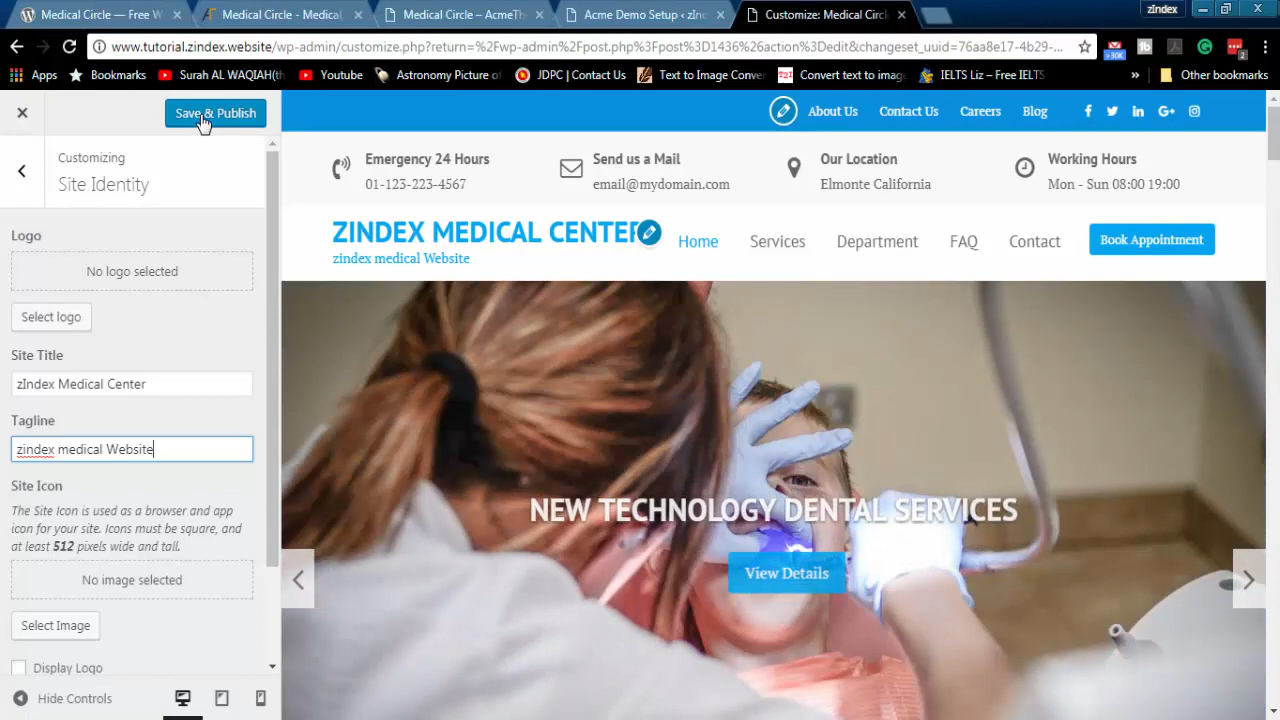 Medical Circle – Free W
Medical Circle - Medical
Medical Circle – AcmeTh
Acme Demo Setup ‹ zInd
Customize: Medical Circl
zIndex
www.tutorial.zindex.website/wp-admin/customize.php?return=%2Fwp-admin%2Fpost.php%3Fpost%3D1436%26action%3Dedit&changeset_uuid=76aa8e17-4b29-...
Apps
Bookmarks
Surah AL WAQIAH(th
Youtube
Astronomy Picture of
JDPC | Contact Us
Text to Image Conver
Convert text to imag
IELTS Liz – Free IELTS
»
Other bookmarks
Save & Publish
About Us
Contact Us
Careers
Blog
Customizing
Site Identity
Emergency 24 Hours
01-123-223-4567
Send us a Mail
email@mydomain.com
Our Location
Elmonte California
Working Hours
Mon - Sun 08:00 19:00
ZINDEX MEDICAL CENTER
zindex medical Website
Home
Services
Department
FAQ
Contact
Book Appointment
Logo
No logo selected
Select logo
Site Title
zIndex Medical Center
Tagline
zindex medical Website
Site Icon
The Site Icon is used as a browser and app
icon for your site. Icons must be square, and
at least 512 pixels wide and tall.
No image selected
Select Image
Display Logo
Hide Controls
NEW TECHNOLOGY DENTAL SERVICES
View Details